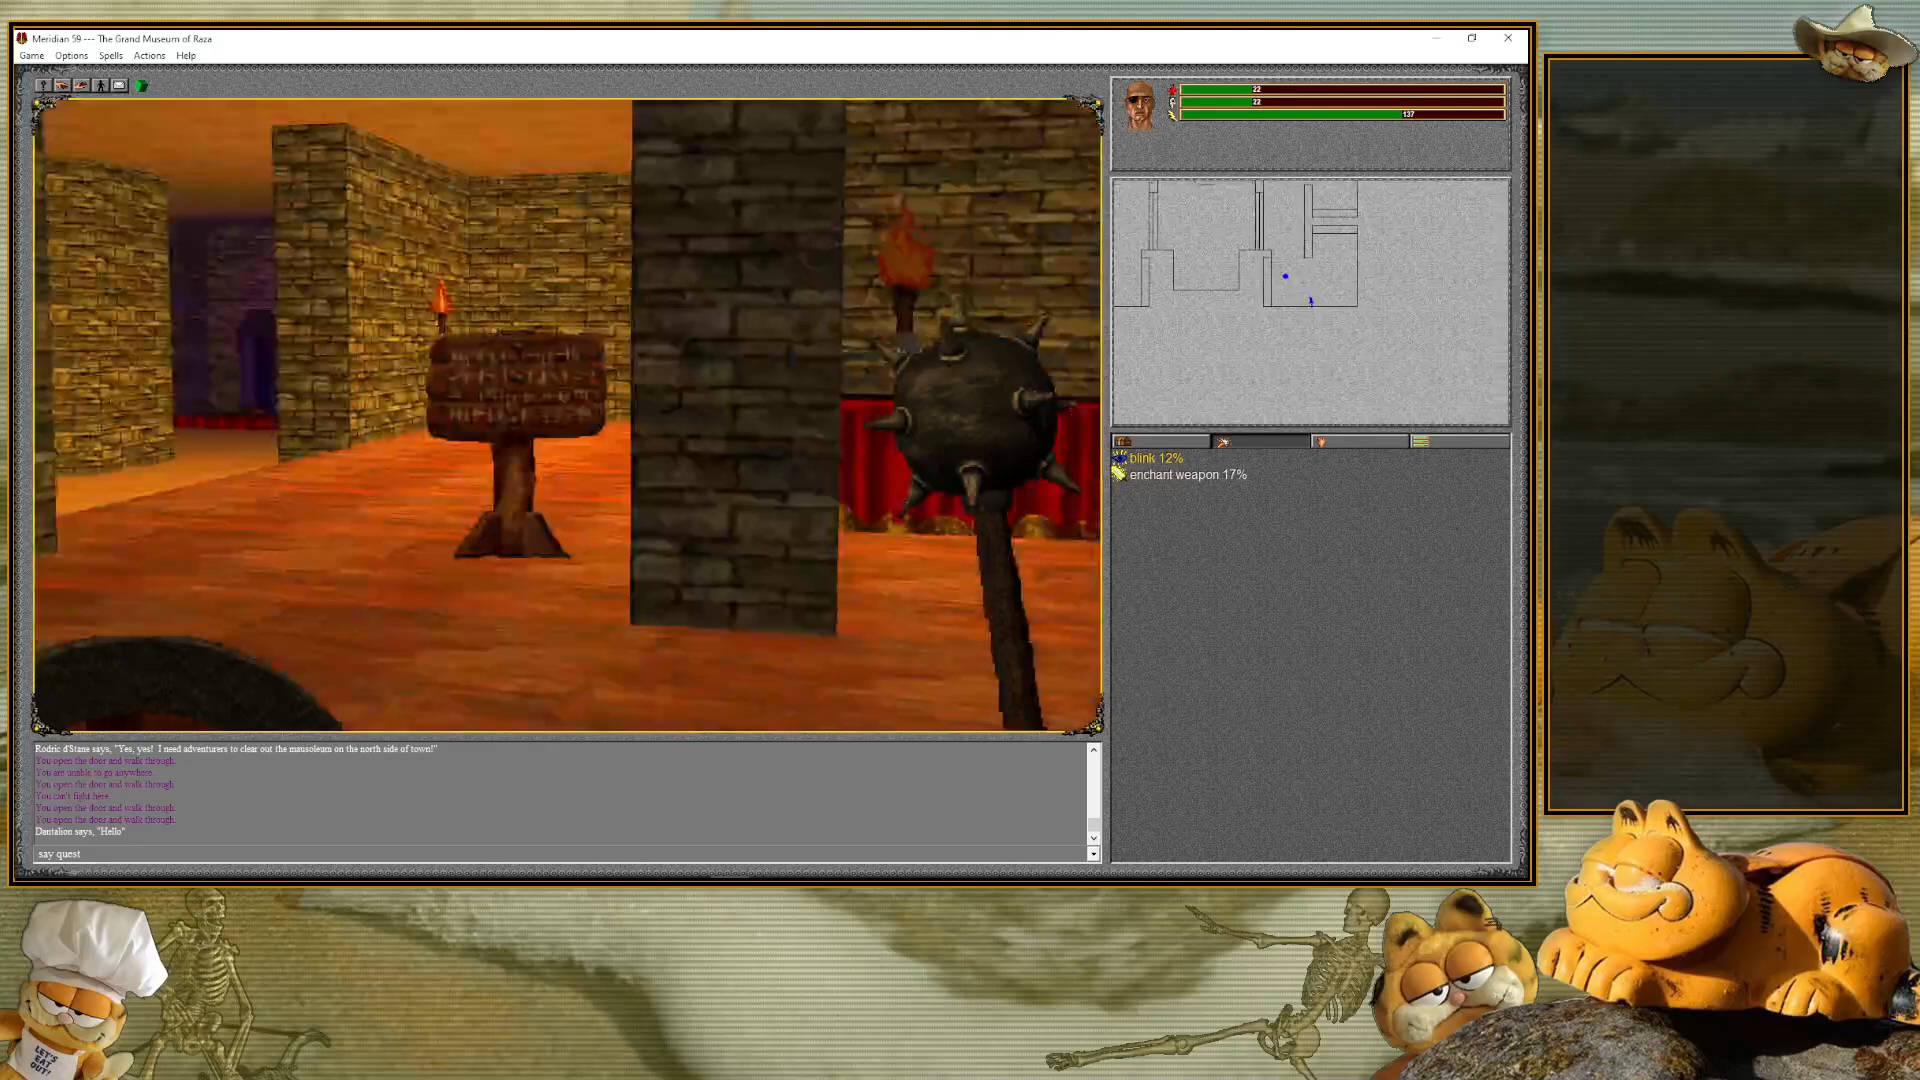 Meridian 59 --- The Grand Museum of Raza
Game Options Spells Actions Help
22
22
137
blink 12%
enchant weapon 17%
Rodric d'Stane says, "Yes, yes!  I need adventurers to clear out the mausoleum on the north side of town!"
You open the door and walk through.
You are unable to go anywhere.
You open the door and walk through.
You can't fight here.
You open the door and walk through.
You open the door and walk through.
Dantalion says, "Hello"
say quest
LET'S
EAT
OUT!